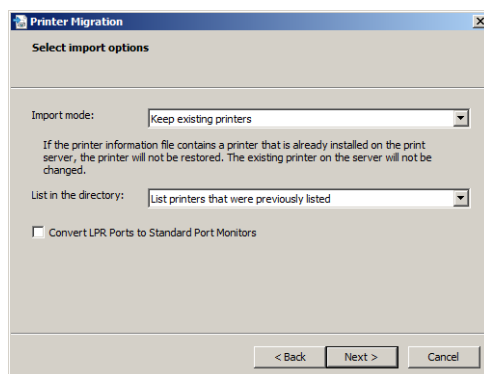 Printer Migration
Select import options
Import mode:
Keep existing printers
If the printer information file contains a printer that is already installed on the print
server, the printer will not be restored. The existing printer on the server will not be
changed.
List in the directory:
List printers that were previously listed
Convert LPR Ports to Standard Port Monitors
< Back
Next >
Cancel